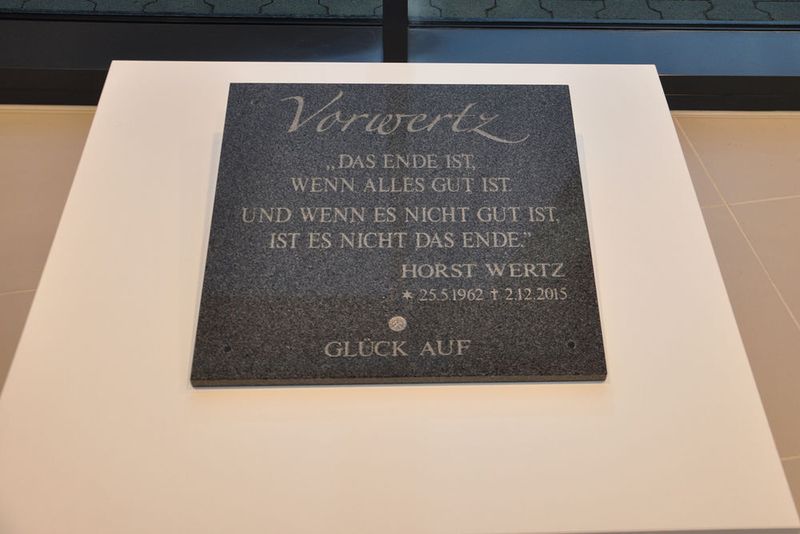 Vorwertz
„DAS ENDE IST,
WENN ALLES GUT IST.
UND WENN ES NICHT GUT IST,
IST ES NICHT DAS ENDE.”
HORST WERTZ
* 25.5.1962 † 2.12.2015
GLÜCK AUF